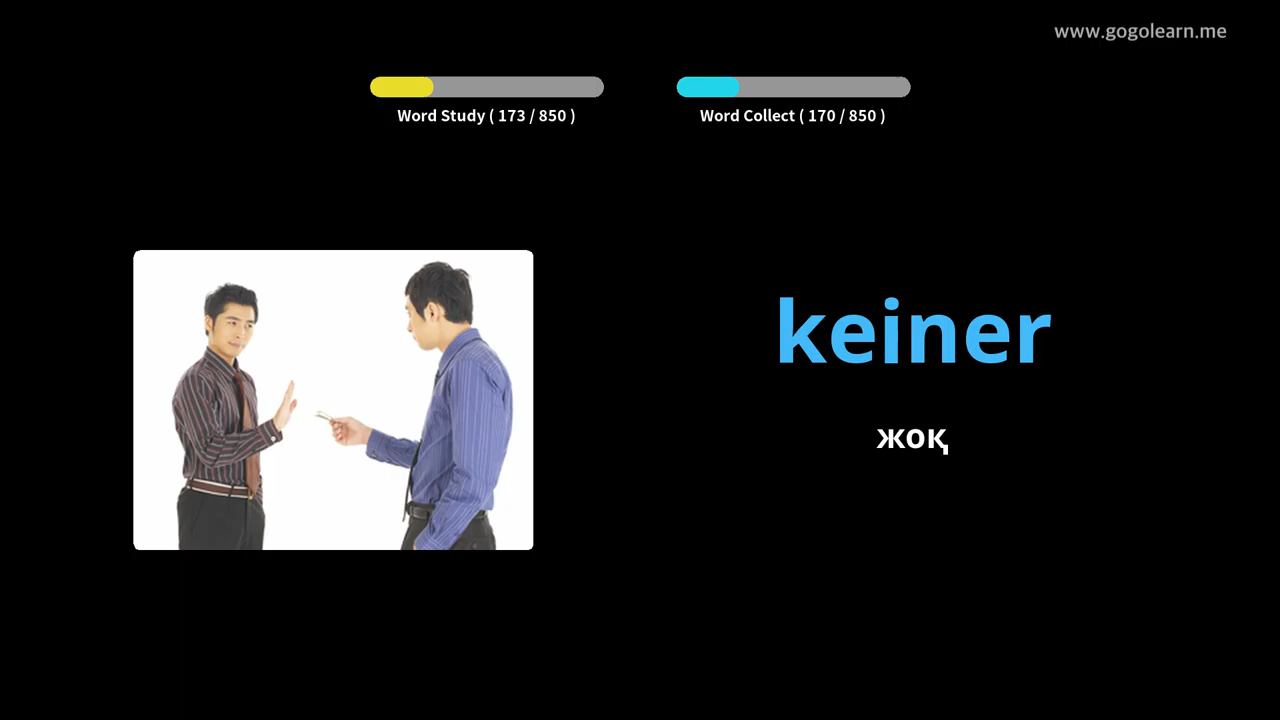 www.gogolearn.me
Word Study ( 173 / 850 )
Word Collect ( 170 / 850 )
keiner
жоқ